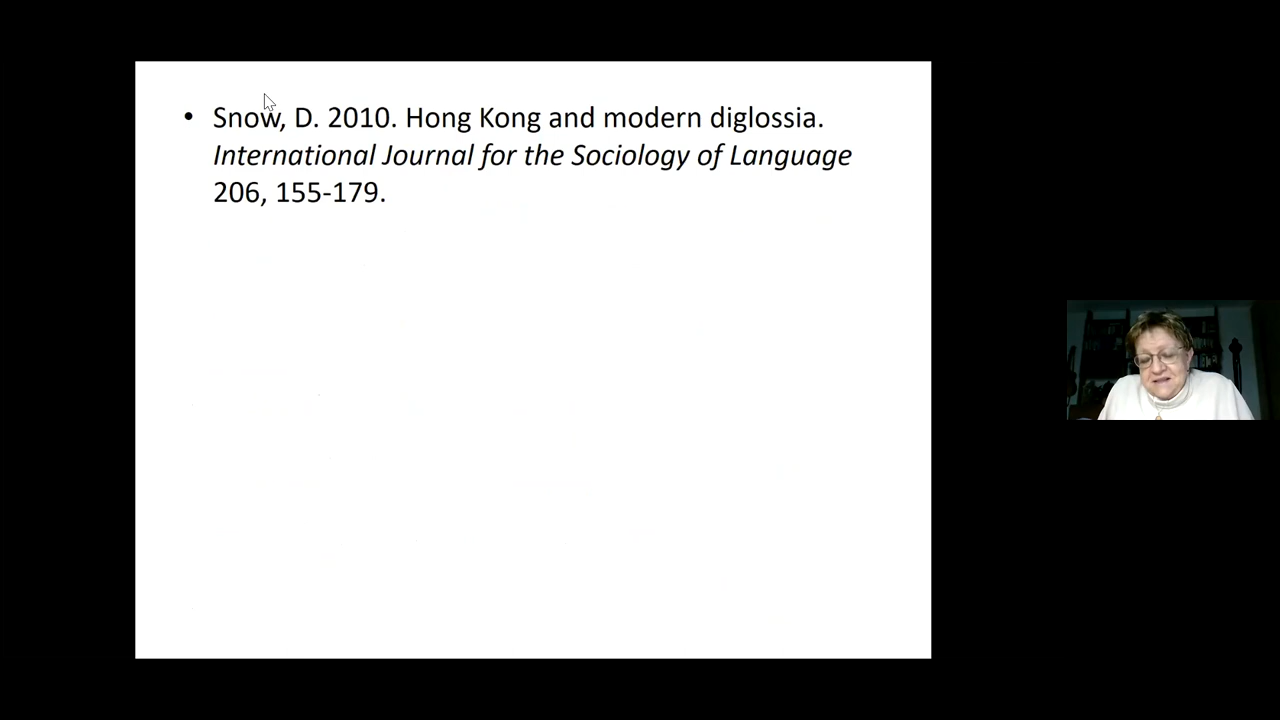 • Snow, D. 2010. Hong Kong and modern diglossia.
International Journal for the Sociology of Language
206, 155-179.